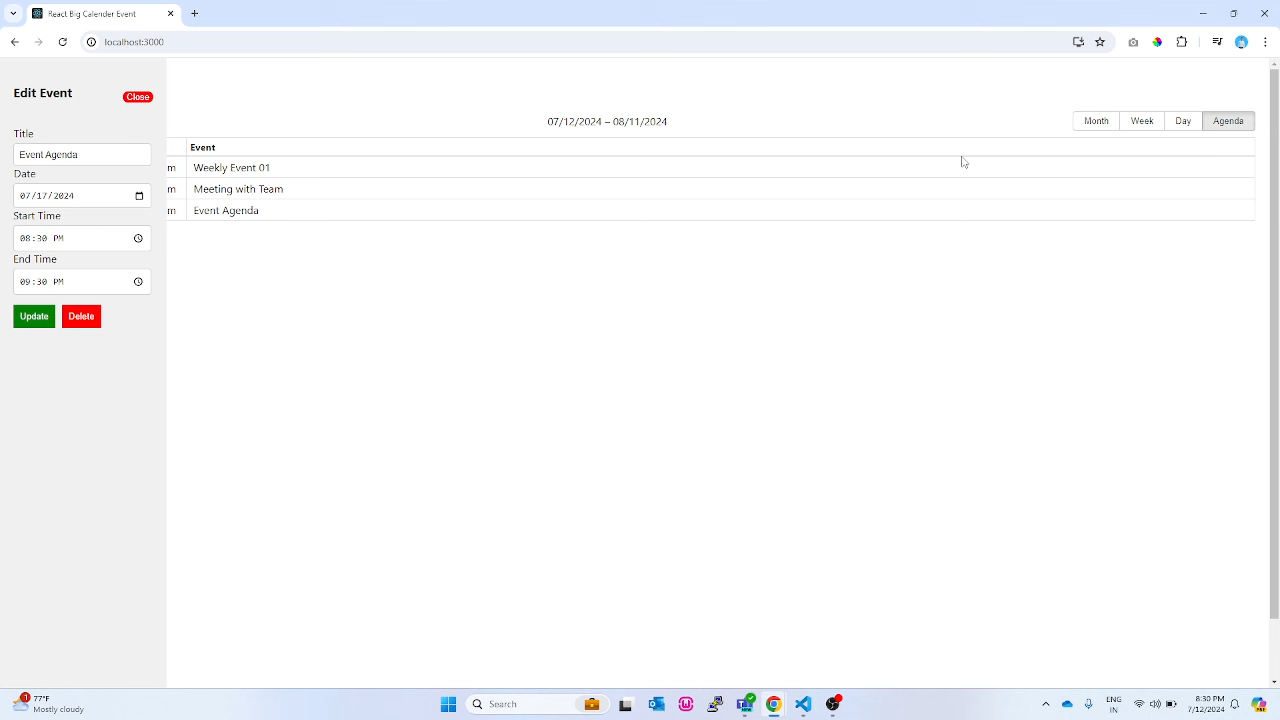 React Big Calender Event
localhost:3000
Edit Event
Close
Title
Event Agenda
Date
07/17/2024
Start Time
08:30 PM
End Time
09:30 PM
Update Delete
07/12/2024 – 08/11/2024
Month Week Day Agenda
Event
m Weekly Event 01
m Meeting with Team
m Event Agenda
1
77°F
Mostly cloudy
Search
ENG
IN
8:30 PM
7/12/2024